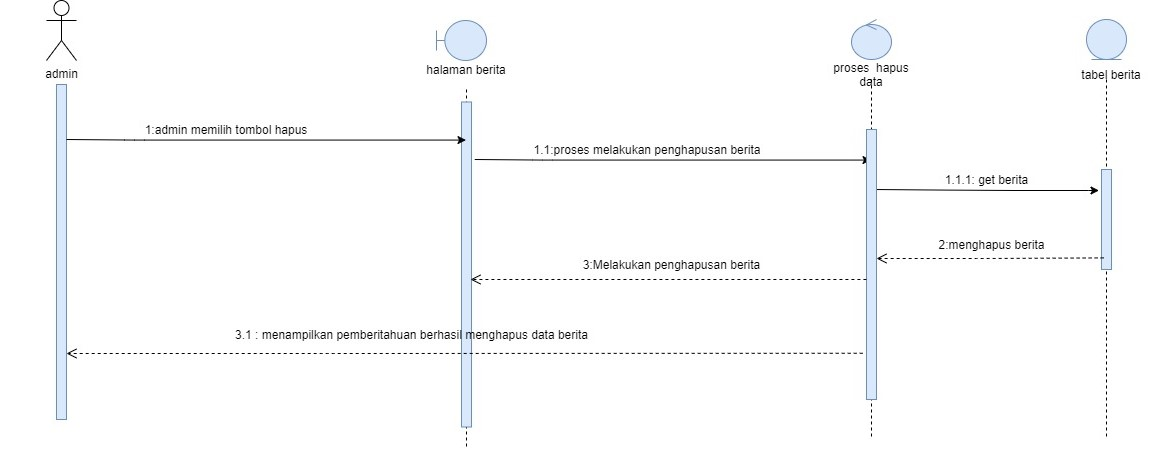 admin
halaman berita
proses hapus
data
tabel berita
1:admin memilih tombol hapus
1.1:proses melakukan penghapusan berita
1.1.1: get berita
2:menghapus berita
3:Melakukan penghapusan berita
3.1 : menampilkan pemberitahuan berhasil menghapus data berita